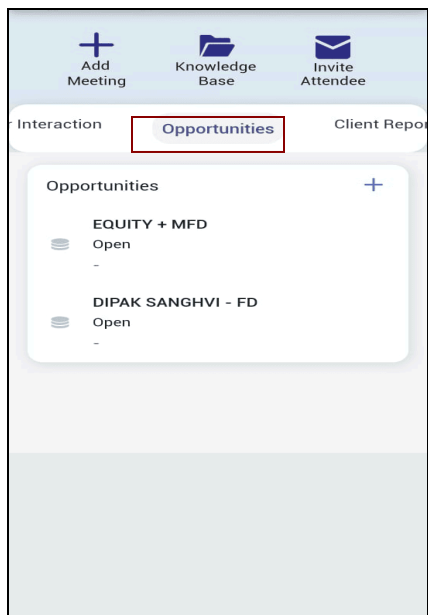 Add
Meeting
Knowledge
Base
Invite
Attendee
Interaction
Opportunities
Client Repor
Opportunities
EQUITY + MFD
Open
-
DIPAK SANGHVI - FD
Open
-